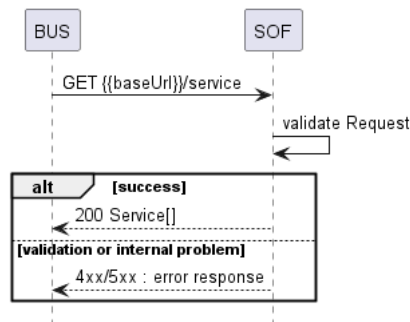 BUS
SOF
GET {{baseUrl}}/service
validate Request
alt
[success]
200 Service[]
[validation or internal problem]
4xx/5xx : error response